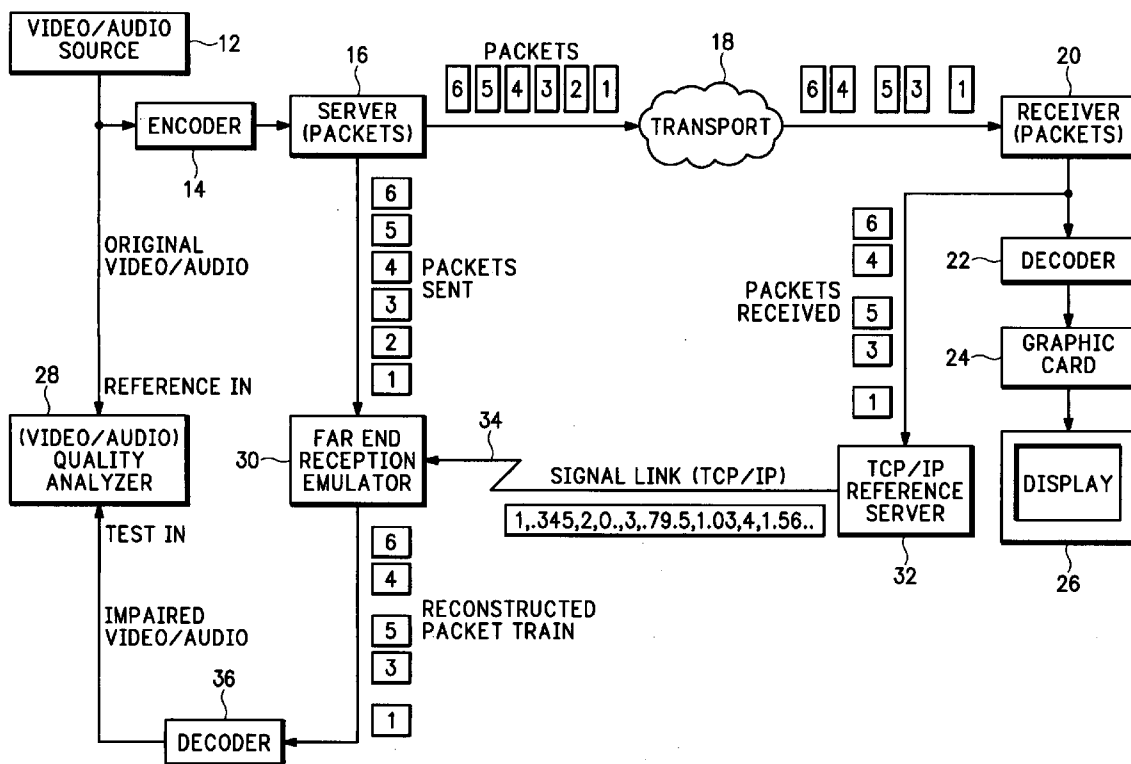 VIDEO/AUDIO
SOURCE
12
ENCODER
14
16
SERVER
(PACKETS)
PACKETS
6 5 4 3 2 1
18
TRANSPORT
6 4 5 3 1
20
RECEIVER
(PACKETS)
ORIGINAL
VIDEO/AUDIO
6
5
4
3
2
1
PACKETS
SENT
PACKETS
RECEIVED
6
4
5
3
1
22
DECODER
24
GRAPHIC
CARD
DISPLAY
26
REFERENCE IN
28
(VIDEO/AUDIO)
QUALITY
ANALYZER
TEST IN
30
FAR END
RECEPTION
EMULATOR
34
SIGNAL LINK (TCP/IP)
1,.345,2,0.,3,.79.5,1.03,4,1.56..
TCP/IP
REFERENCE
SERVER
32
IMPAIRED
VIDEO/AUDIO
6
4
5
3
1
RECONSTRUCTED
PACKET TRAIN
36
DECODER